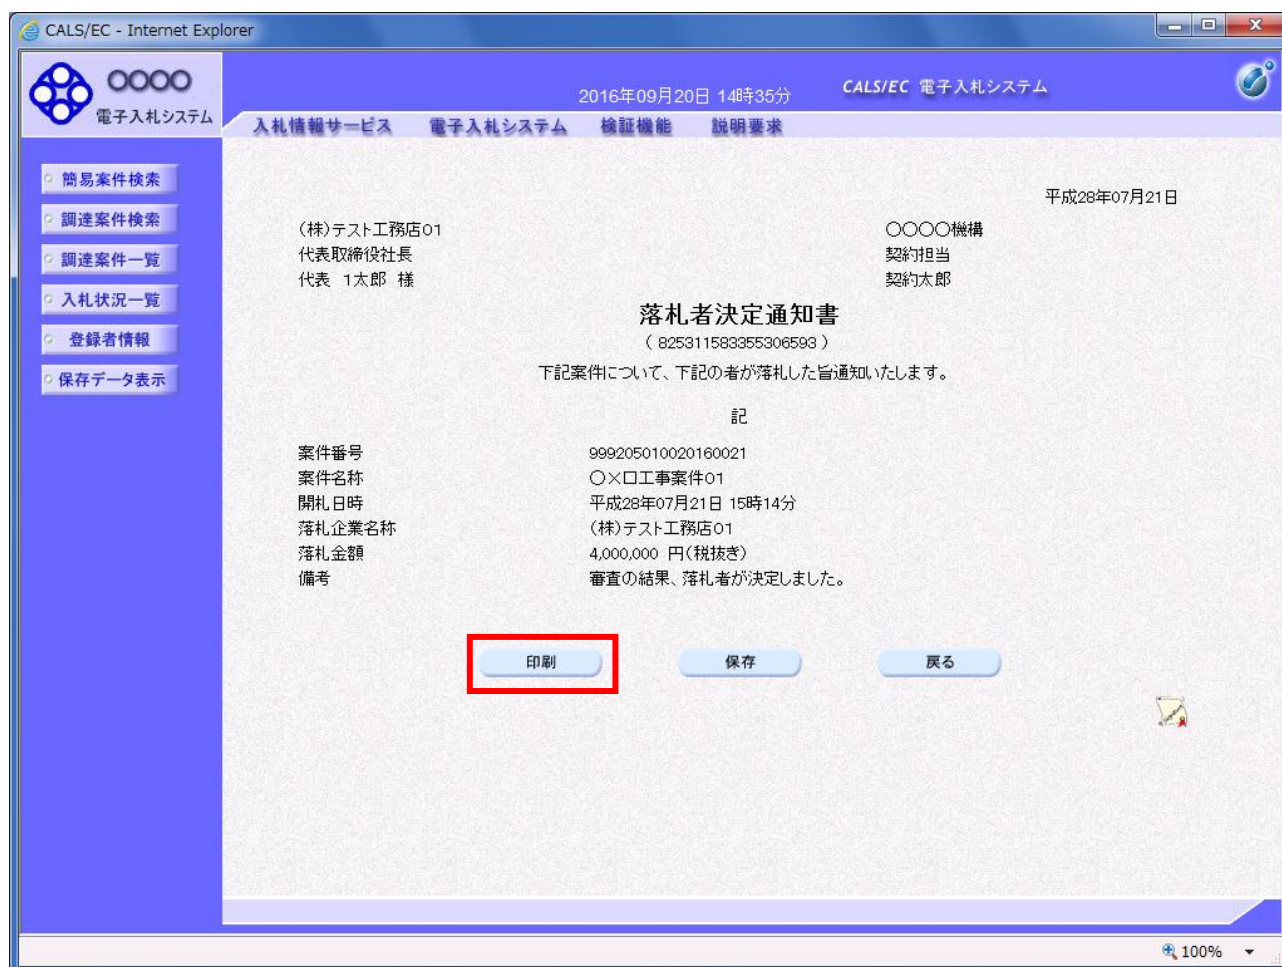 CALS/EC - Internet Explorer
〇〇〇〇
電子入札システム
2016年09月20日 14時35分
CALS/EC 電子入札システム
入札情報サービス 電子入札システム 検証機能 説明要求
簡易案件検索
調達案件検索
調達案件一覧
入札状況一覧
登録者情報
保存データ表示
平成28年07月21日
(株)テスト工務店01
代表取締役社長
代表 1太郎 様
〇〇〇〇機構
契約担当
契約太郎
落札者決定通知書
( 825311583355306593 )
下記案件について、下記の者が落札した旨通知いたします。
記
案件番号 999205010020160021
案件名称 〇×口工事案件01
開札日時 平成28年07月21日 15時14分
落札企業名称 (株)テスト工務店01
落札金額 4,000,000 円(税抜き)
備考 審査の結果、落札者が決定しました。
印刷 保存 戻る
100%